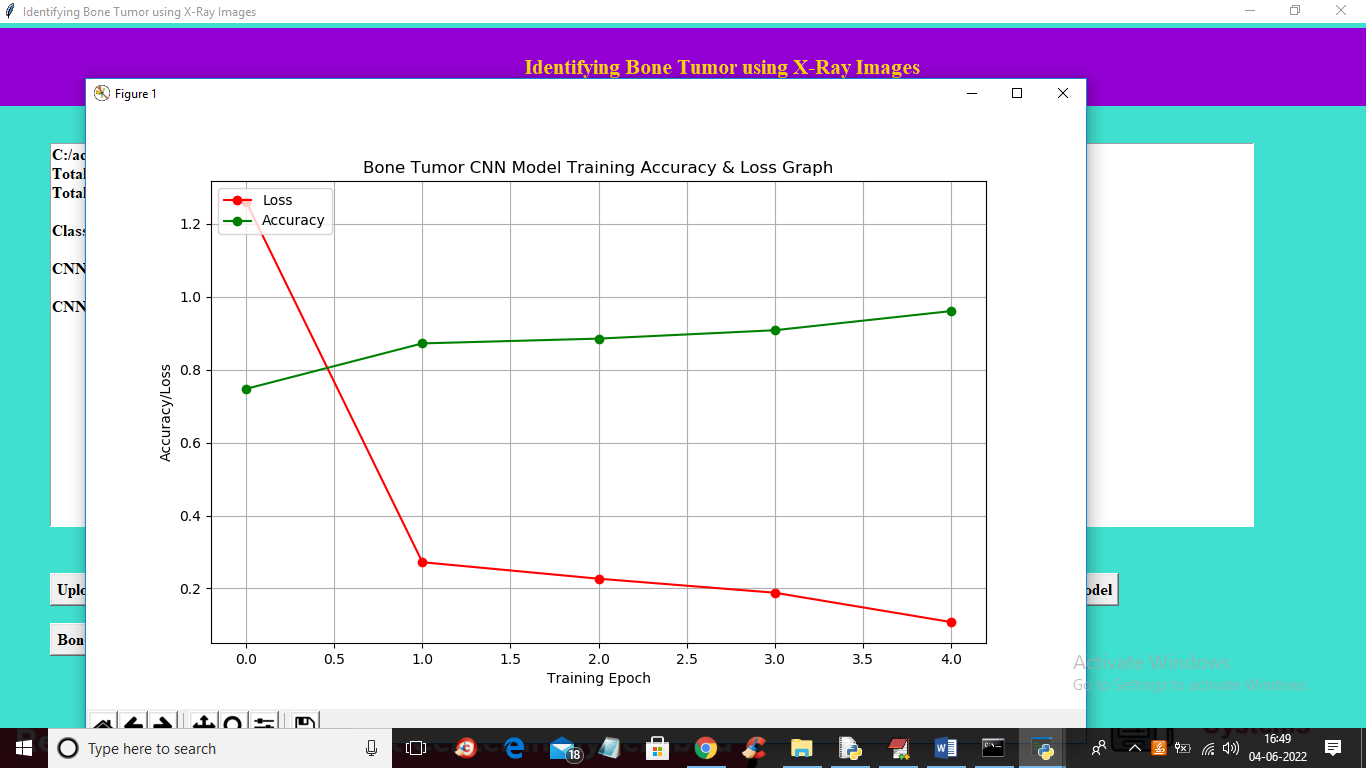 Identifying Bone Tumor using X-Ray Images
Identifying Bone Tumor using X-Ray Images
Figure 1
C:/ac
Total
Total
Class
CNN
CNN
Bone Tumor CNN Model Training Accuracy & Loss Graph
Loss
Accuracy
1.2
1.0
0.8
0.6
0.4
0.2
Accuracy/Loss
0.0 0.5 1.0 1.5 2.0 2.5 3.0 3.5 4.0
Training Epoch
Uplo
odel
Bon
Activate Windows
Go to Settings to activate Windows.
Type here to search
18
16:49
04-06-2022